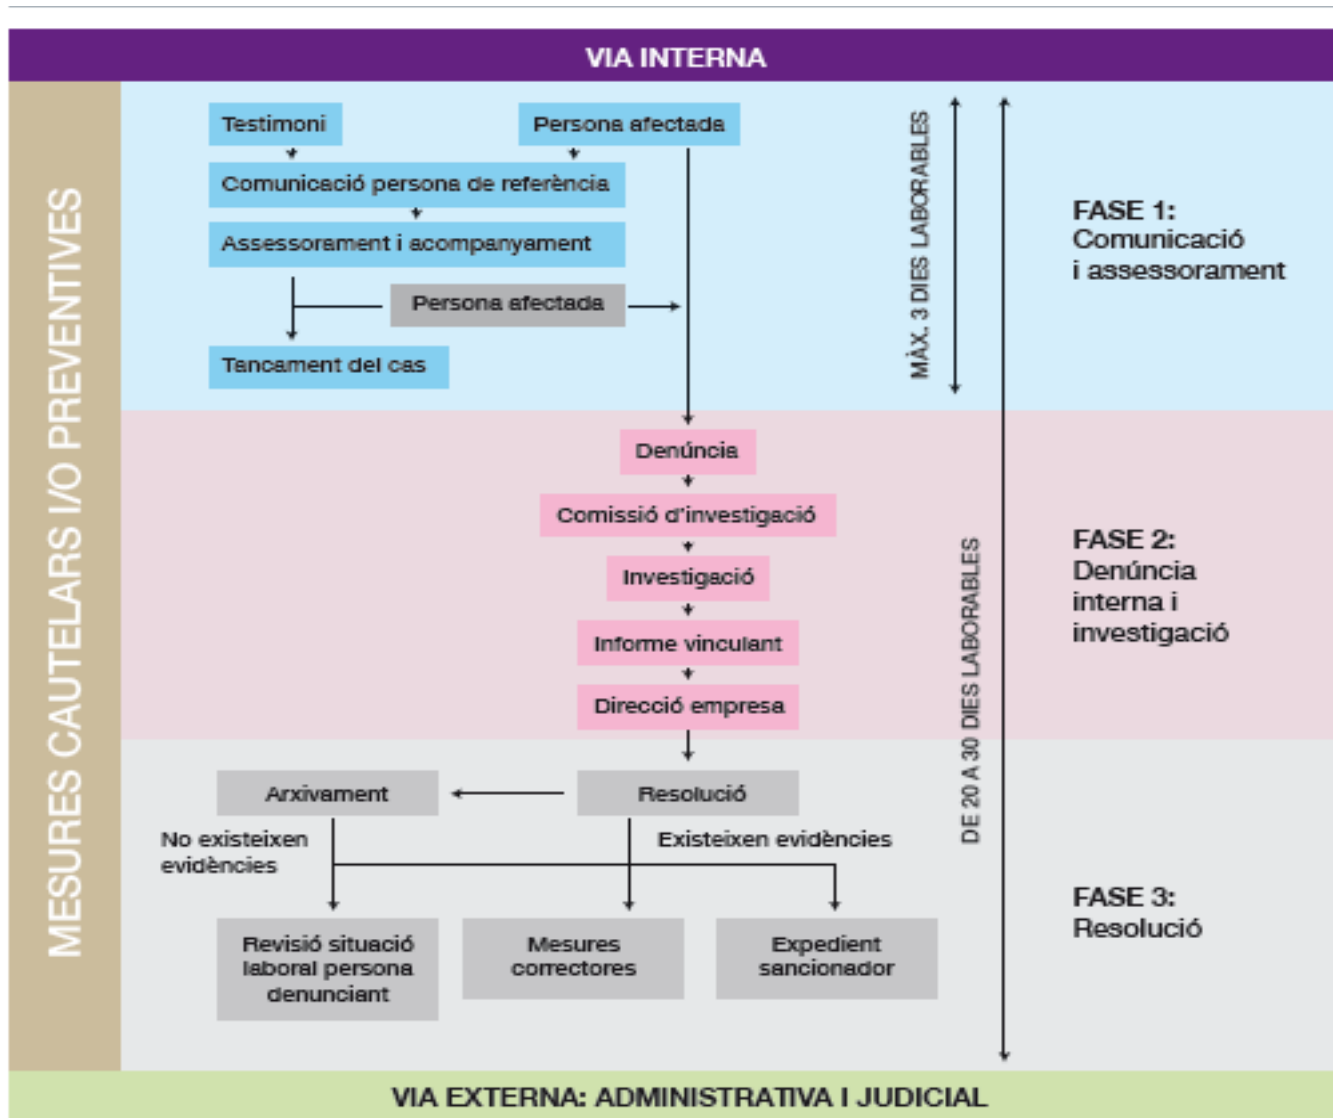 VIA INTERNA
MESURES CAUTELARS I/O PREVENTIVES
Testimoni
Persona afectada
Comunicació persona de referència
Assessorament i acompanyament
Persona afectada
Tancament del cas
MÀX. 3 DIES LABORABLES
FASE 1:
Comunicació
i assessorament
Denúncia
Comissió d'investigació
Investigació
Informe vinculant
Direcció empresa
DE 20 A 30 DIES LABORABLES
FASE 2:
Denúncia
interna i
investigació
Arxivament
Resolució
No existeixen
evidències
Existeixen evidències
Revisió situació
laboral persona
denunciant
Mesures
correctores
Expedient
sancionador
FASE 3:
Resolució
VIA EXTERNA: ADMINISTRATIVA I JUDICIAL